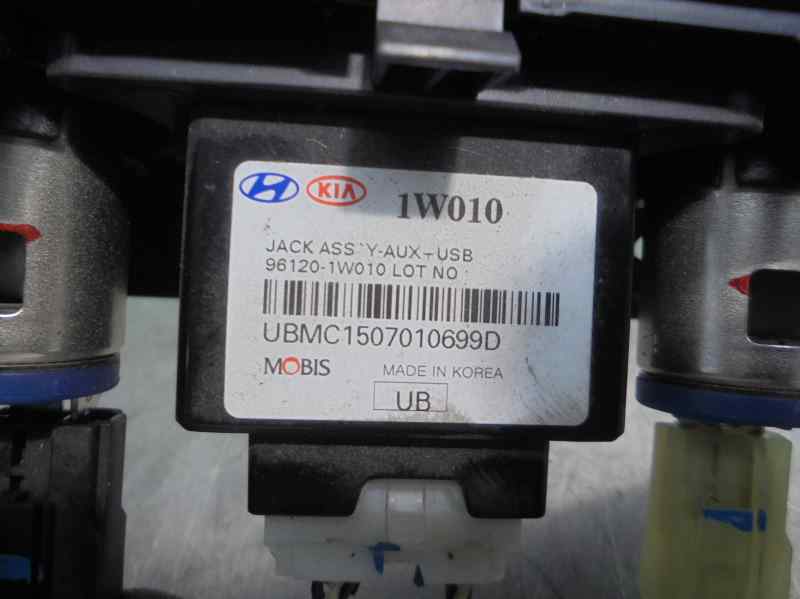 KIA 1W010
JACK ASS`Y-AUX+USB
96120-1W010 LOT NO :
UBMC1507010699D
MOBIS MADE IN KOREA
UB